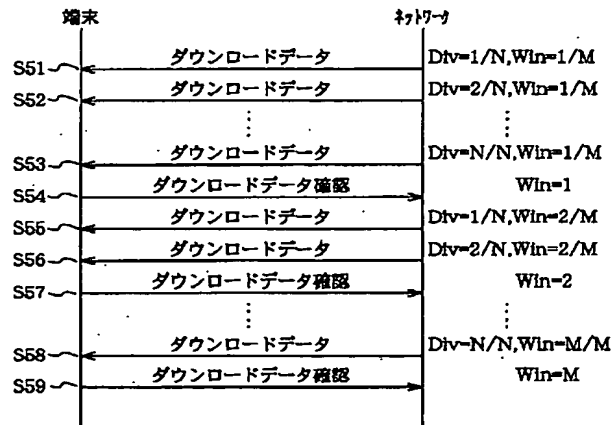 端末 ネットワーク
S51 ダウンロードデータ Div=1/N,Win=1/M
S52 ダウンロードデータ Div=2/N,Win=1/M
S53 ダウンロードデータ Div=N/N,Win=1/M
S54 ダウンロードデータ確認 Win=1
S55 ダウンロードデータ Div=1/N,Win=2/M
S56 ダウンロードデータ Div=2/N,Win=2/M
S57 ダウンロードデータ確認 Win=2
S58 ダウンロードデータ Div=N/N,Win=M/M
S59 ダウンロードデータ確認 Win=M